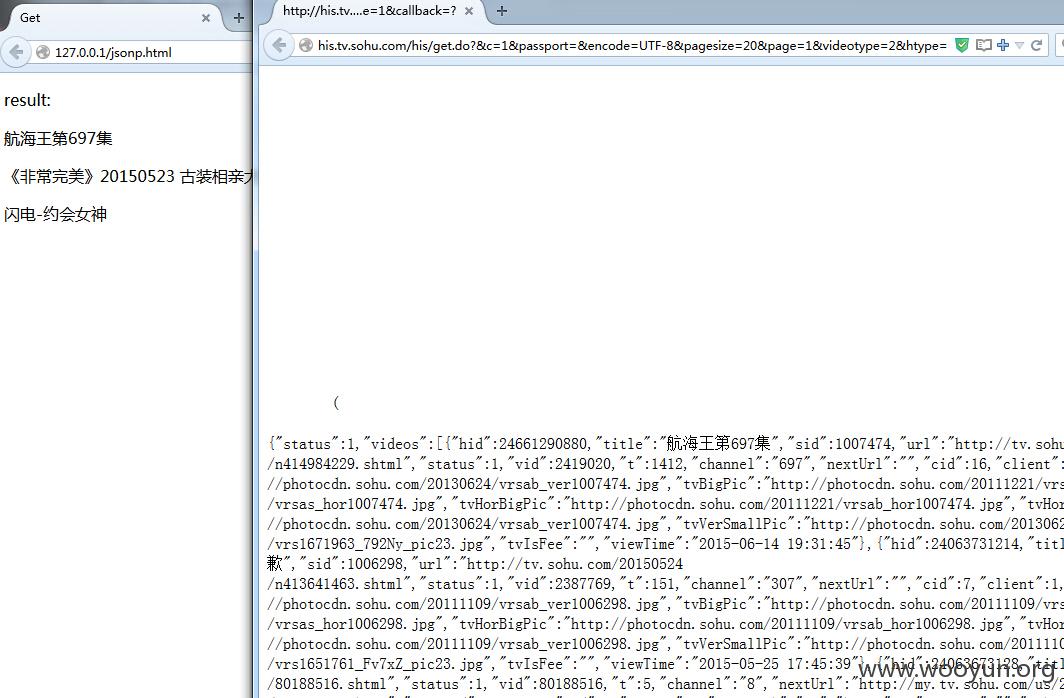 Get
http://his.tv....e=1&callback=?
127.0.0.1/jsonp.html
his.tv.sohu.com/his/get.do?&c=1&passport=&encode=UTF-8&pagesize=20&page=1&videotype=2&htype=
result:
航海王第697集
《非常完美》20150523 古装相亲大
闪电-约会女神
(
{"status":1,"videos":[{"hid":24661290880,"title":"航海王第697集","sid":1007474,"url":"http://tv.sohu
/n414984229.shtml","status":1,"vid":2419020,"t":1412,"channel":"697","nextUrl":"","cid":16,"client":
//photocdn.sohu.com/20130624/vrsab_ver1007474.jpg","tvBigPic":"http://photocdn.sohu.com/20111221/vrs
/vrsas_hor1007474.jpg","tvHorBigPic":"http://photocdn.sohu.com/20111221/vrsab_hor1007474.jpg","tvHor
//photocdn.sohu.com/20130624/vrsab_ver1007474.jpg","tvVerSmallPic":"http://photocdn.sohu.com/2013062
/vrs1671963_792Ny_pic23.jpg","tvIsFee":"","viewTime":"2015-06-14 19:31:45"},{"hid":24063731214,"titl
歉","sid":1006298,"url":"http://tv.sohu.com/20150524
/n413641463.shtml","status":1,"vid":2387769,"t":151,"channel":"307","nextUrl":"","cid":7,"client":1,
//photocdn.sohu.com/20111109/vrsab_ver1006298.jpg","tvBigPic":"http://photocdn.sohu.com/20111109/vrs
/vrsas_hor1006298.jpg","tvHorBigPic":"http://photocdn.sohu.com/20111109/vrsab_hor1006298.jpg","tvHor
//photocdn.sohu.com/20111109/vrsab_ver1006298.jpg","tvVerSmallPic":"http://photocdn.sohu.com/2011110
/vrs1651761_Fv7xZ_pic23.jpg","tvIsFee":"","viewTime":"2015-05-25 17:45:39"},{"hid":24063673128,"titl
/80188516.shtml","status":1,"vid":80188516,"t":5,"channel":"8","nextUrl":"http://my.tv.sohu.com/us
www.wooyun.org